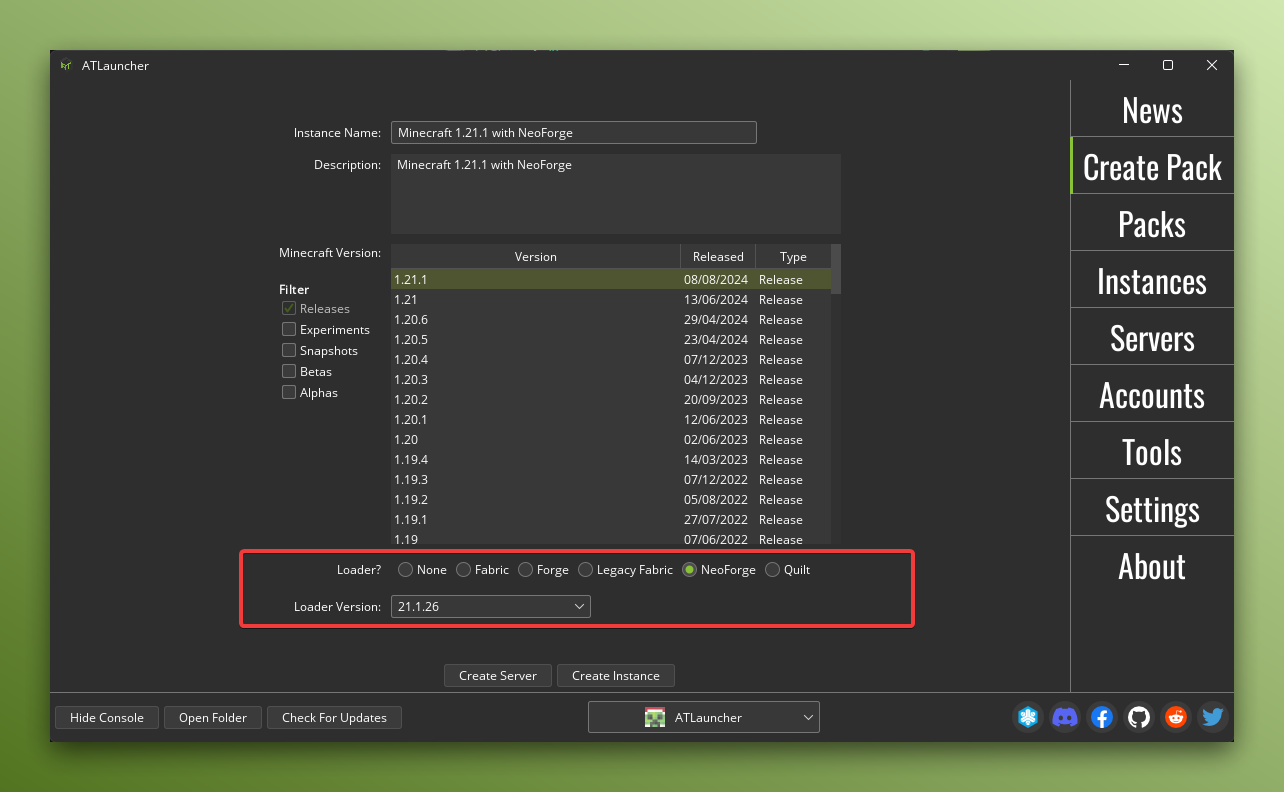 ATLauncher
Instance Name: Minecraft 1.21.1 with NeoForge
Description: Minecraft 1.21.1 with NeoForge
Minecraft Version:
Version Released Type
1.21.1 08/08/2024 Release
1.21 13/06/2024 Release
1.20.6 29/04/2024 Release
1.20.5 23/04/2024 Release
1.20.4 07/12/2023 Release
1.20.3 04/12/2023 Release
1.20.2 20/09/2023 Release
1.20.1 12/06/2023 Release
1.20 02/06/2023 Release
1.19.4 14/03/2023 Release
1.19.3 07/12/2022 Release
1.19.2 05/08/2022 Release
1.19.1 27/07/2022 Release
1.19 07/06/2022 Release
Filter
Releases
Experiments
Snapshots
Betas
Alphas
Loader? None Fabric Forge Legacy Fabric NeoForge Quilt
Loader Version: 21.1.26
Create Server Create Instance
News
Create Pack
Packs
Instances
Servers
Accounts
Tools
Settings
About
Hide Console Open Folder Check For Updates ATLauncher